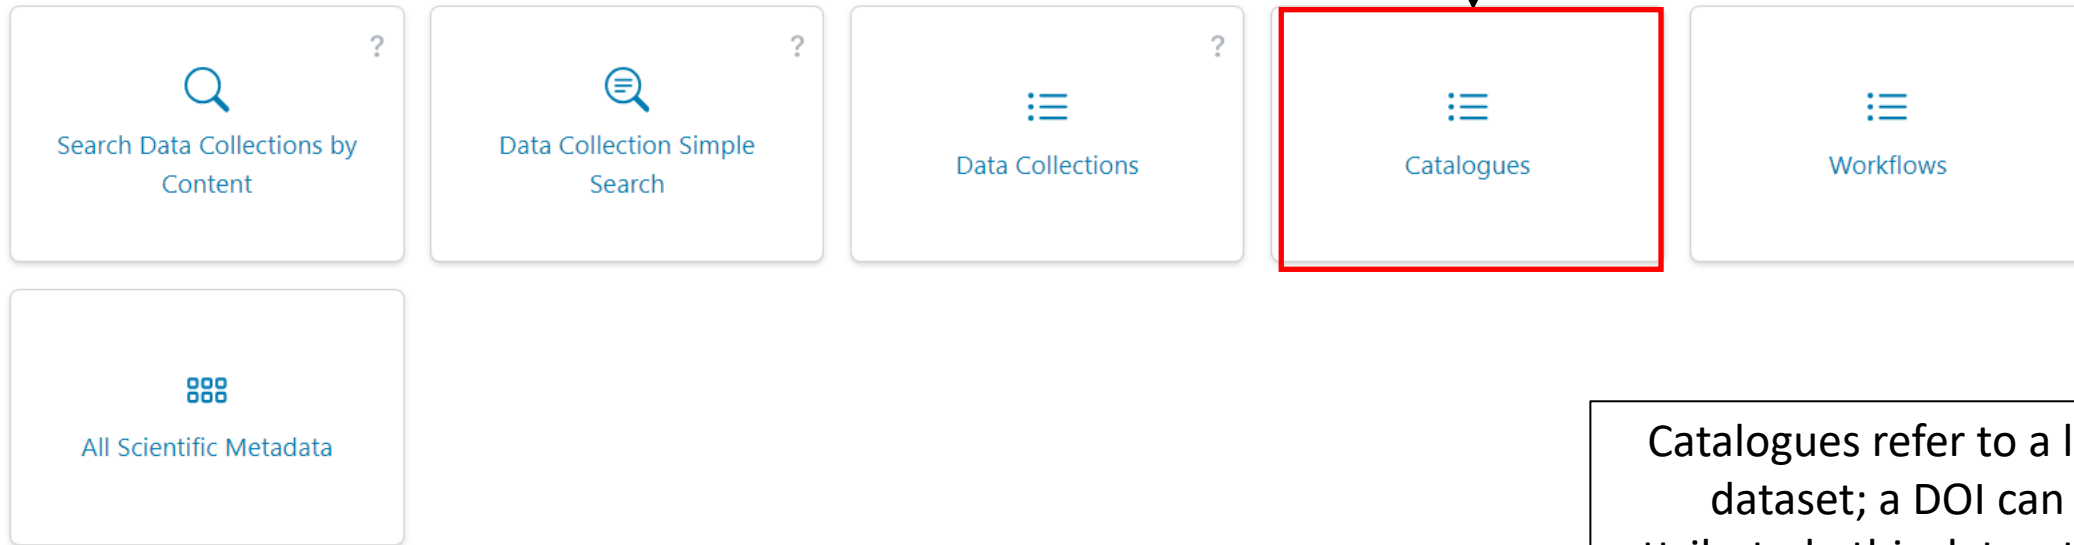 ?
Search Data Collections by
Content
?
Data Collection Simple
Search
?
Data Collections
Catalogues
Workflows
All Scientific Metadata
Catalogues refer to a
dataset; a DOI can